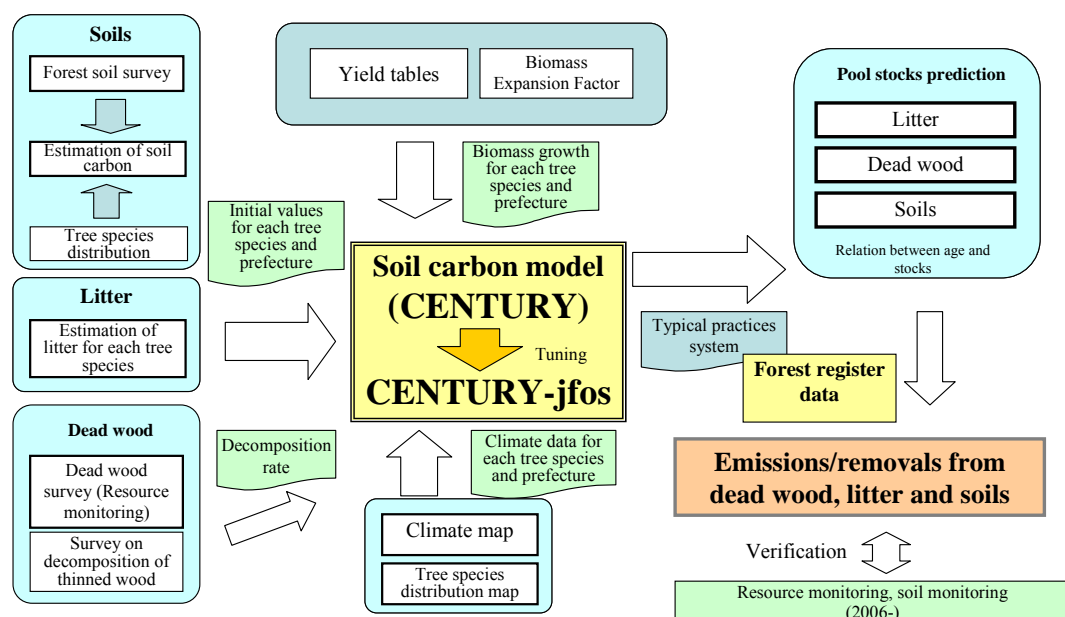 Soils
Forest soil survey
Estimation of soil
carbon
Tree species
distribution
Litter
Estimation of
litter for each tree
species
Dead wood
Dead wood
survey (Resource
monitoring)
Survey on
decomposition of
thinned wood
Initial values
for each tree
species and
prefecture
Decomposition
rate
Yield tables
Biomass
Expansion Factor
Biomass growth
for each tree
species and
prefecture
Soil carbon model
(CENTURY)
Tuning
CENTURY-jfos
Climate data for
each tree species
and prefecture
Climate map
Tree species
distribution map
Pool stocks prediction
Litter
Dead wood
Soils
Relation between age and
stocks
Typical practices
system
Forest register
data
Emissions/removals from
dead wood, litter and soils
Verification
Resource monitoring, soil monitoring
(2006-)